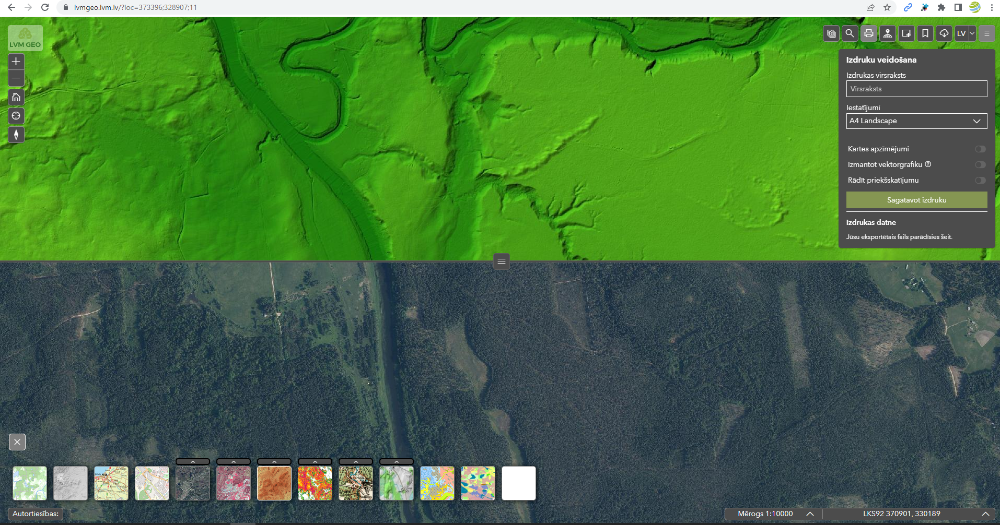 lvmgeo.lvm.lv/?loc=373396;328907;11
LVM GEO
LV
Izdruku veidošana
Izdrukas virsraksts
Virsraksts
Iestatījumi
A4 Landscape
Kartes apzīmējumi
Izmantot vektorgrafiku
Rādīt priekšskatījumu
Sagatavot izdruku
Izdrukas datne
Jūsu eksportētais fails parādīsies šeit.
RIGA
Autortiesības:
Mērogs 1:10000
LKS92 370901, 330189